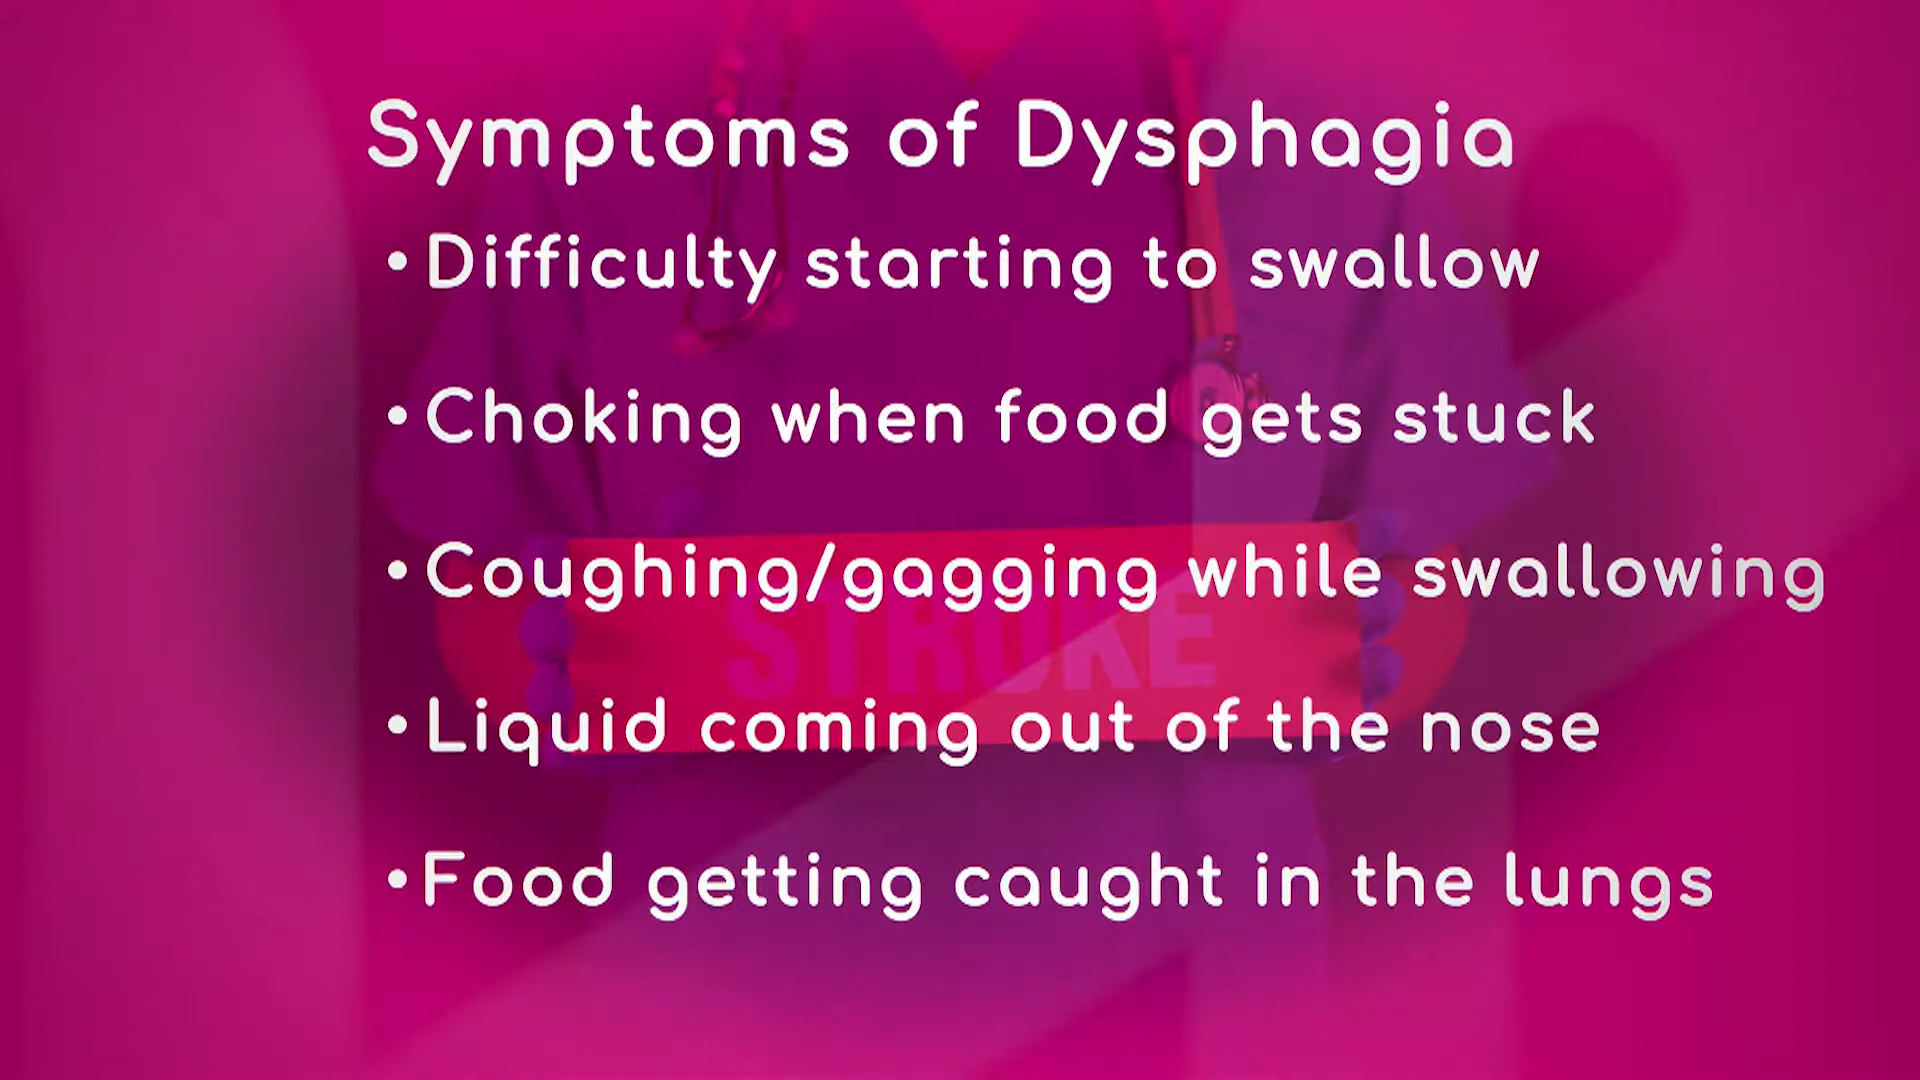 Symptoms of Dysphagia
• Difficulty starting to swallow
• Choking when food gets stuck
• Coughing/gagging while swallowing
STROKE
• Liquid coming out of the nose
• Food getting caught in the lungs